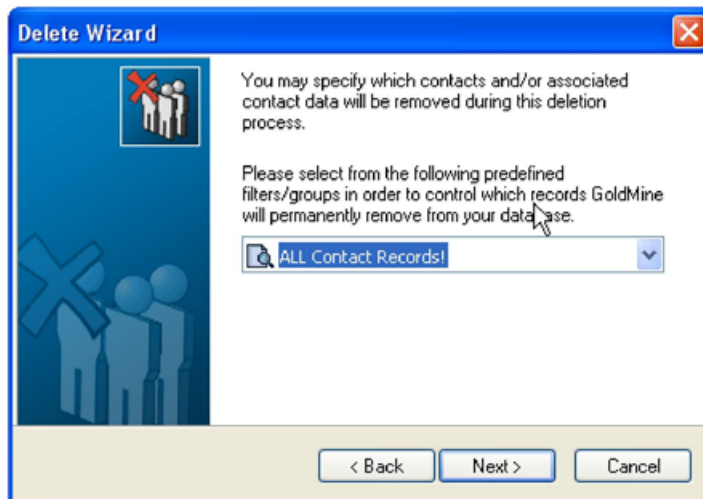 Delete Wizard
You may specify which contacts and/or associated
contact data will be removed during this deletion
process.
Please select from the following predefined
filters/groups in order to control which records GoldMine
will permanently remove from your database.
ALL Contact Records!
< Back
Next >
Cancel